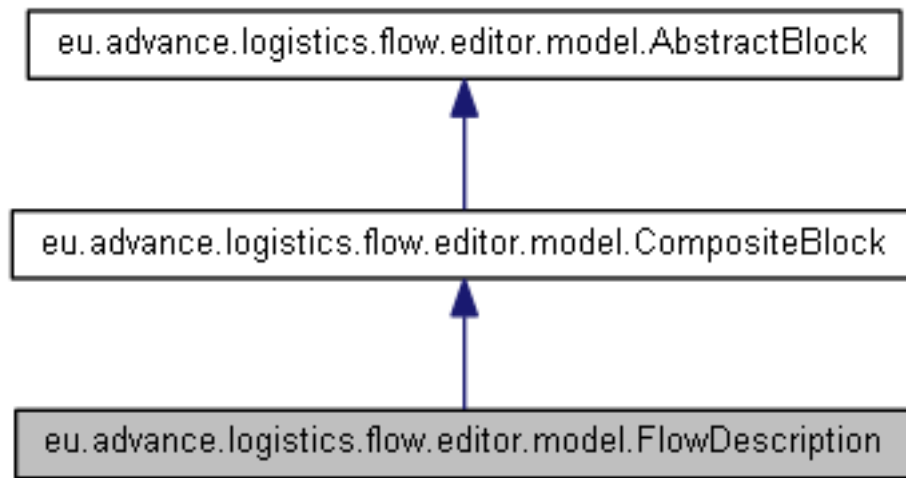 eu.advance.logistics.flow.editor.model.AbstractBlock
eu.advance.logistics.flow.editor.model.CompositeBlock
eu.advance.logistics.flow.editor.model.FlowDescription